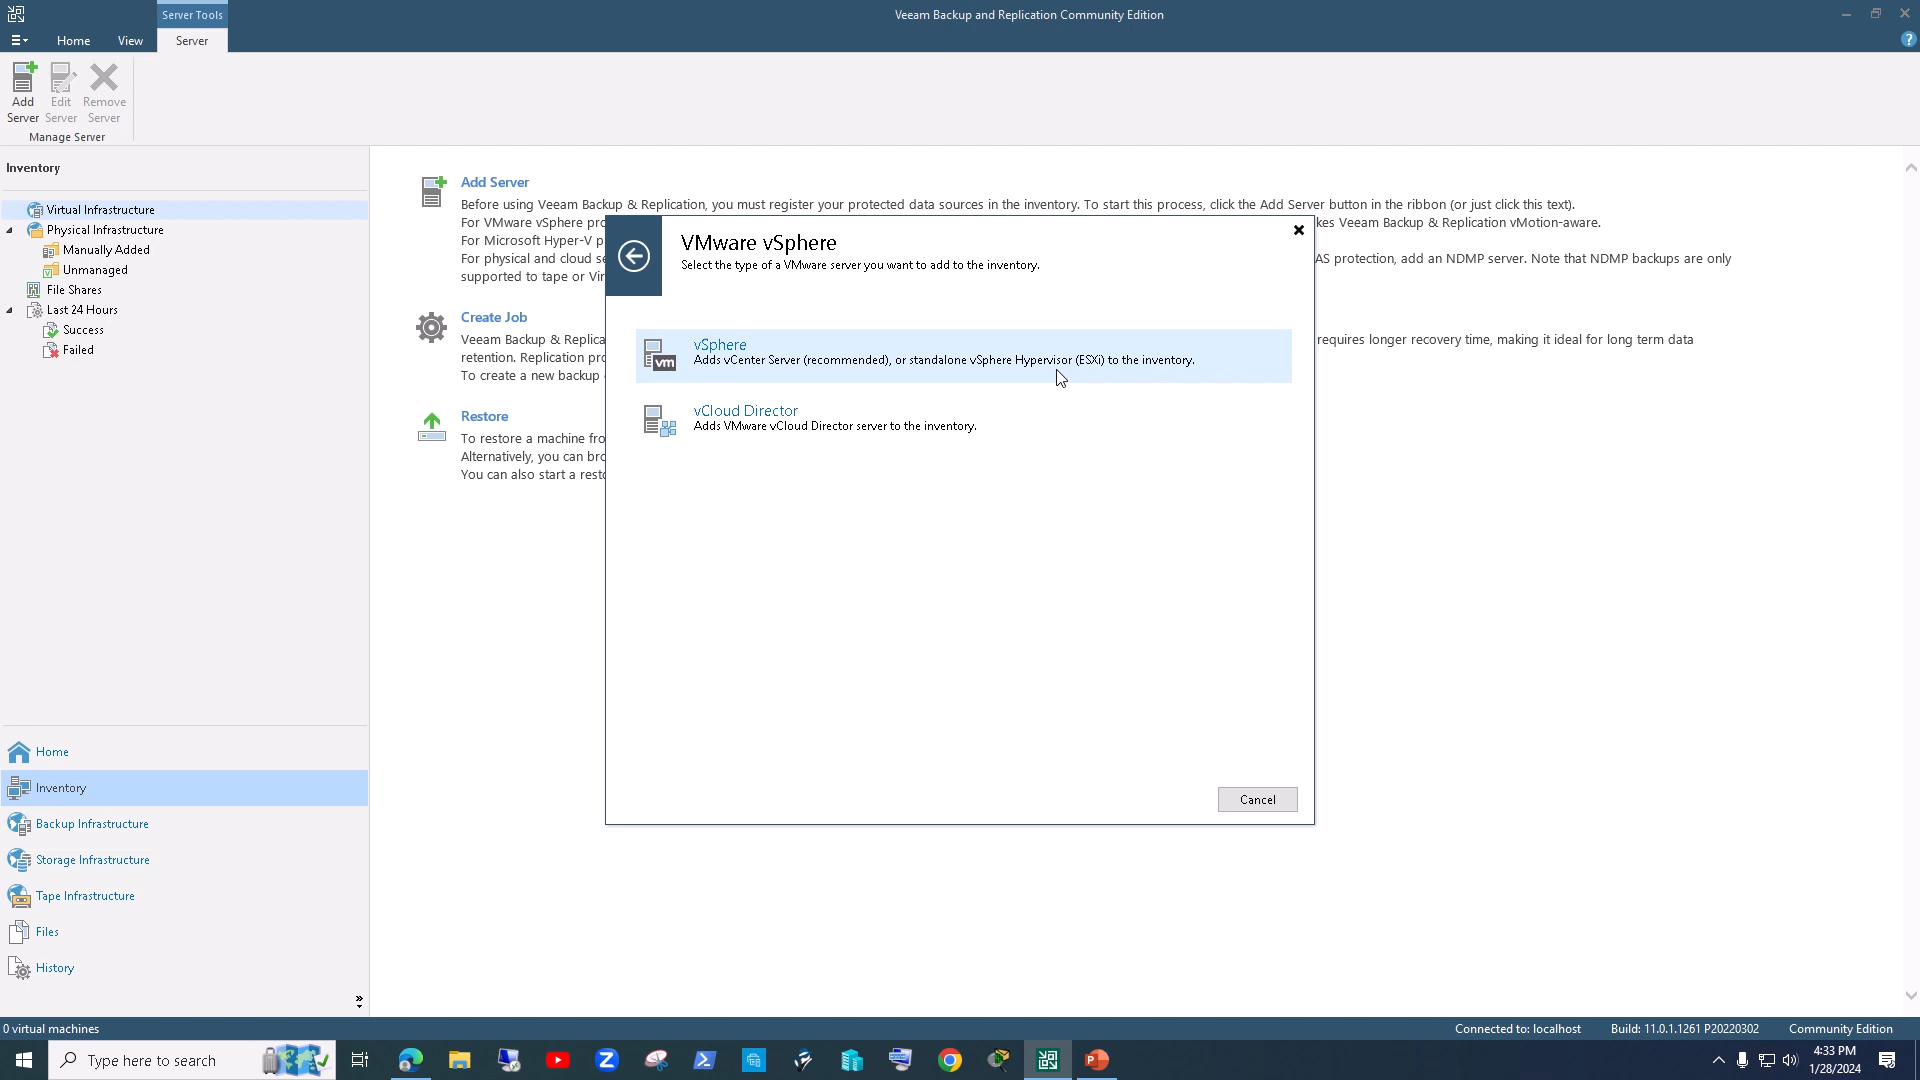 Server Tools
Veeam Backup and Replication Community Edition
Home
View
Server
?
Add Server
Edit Server
Remove Server
Manage Server
Inventory
Virtual Infrastructure
Physical Infrastructure
Manually Added
Unmanaged
File Shares
Last 24 Hours
Success
Failed
Home
Inventory
Backup Infrastructure
Storage Infrastructure
Tape Infrastructure
Files
History
Add Server
Before using Veeam Backup & Replication, you must register your protected data sources in the inventory. To start this process, click the Add Server button in the ribbon (or just click this text).
For VMware vSphere pro
kes Veeam Backup & Replication vMotion-aware.
For Microsoft Hyper-V p
For physical and cloud se
AS protection, add an NDMP server. Note that NDMP backups are only
supported to tape or Vir
Create Job
Veeam Backup & Replica
requires longer recovery time, making it ideal for long term data
retention. Replication pro
To create a new backup
Restore
To restore a machine fro
Alternatively, you can bro
You can also start a resto
VMware vSphere
Select the type of a VMware server you want to add to the inventory.
vSphere
Adds vCenter Server (recommended), or standalone vSphere Hypervisor (ESXi) to the inventory.
vm
vCloud Director
Adds VMware vCloud Director server to the inventory.
Cancel
0 virtual machines
Connected to: localhost
Build: 11.0.1.1261 P20220302
Community Edition
Type here to search
4:33 PM
1/28/2024